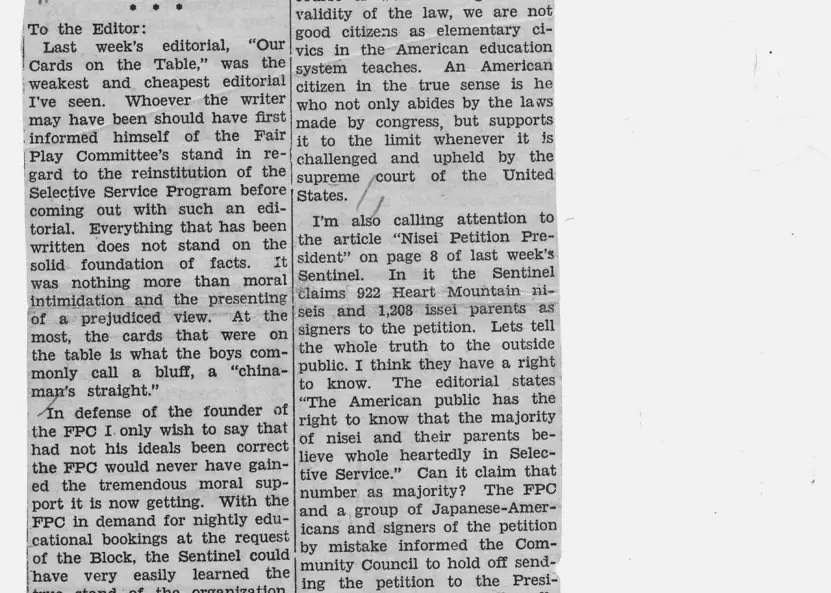 * * *
To the Editor:
Last week's editorial, "Our
Cards on the Table," was the
weakest and cheapest editorial
I've seen. Whoever the writer
may have been should have first
informed himself of the Fair
Play Committee's stand in re-
gard to the reinstitution of the
Selective Service Program before
coming out with such an edi-
torial. Everything that has been
written does not stand on the
solid foundation of facts. It
was nothing more than moral
intimidation and the presenting
of a prejudiced view. At the
most, the cards that were on
the table is what the boys com-
monly call a bluff, a "china-
man's straight."
In defense of the founder of
the FPC I only wish to say that
had not his ideals been correct
the FPC would never have gain-
ed the tremendous moral sup-
port it is now getting. With the
FPC in demand for nightly edu-
cational bookings at the request
of the Block, the Sentinel could
have very easily learned the
true stand of the organization
validity of the law, we are not
good citizens as elementary ci-
vics in the American education
system teaches. An American
citizen in the true sense is he
who not only abides by the laws
made by congress, but supports
it to the limit whenever it is
challenged and upheld by the
supreme court of the United
States.
I'm also calling attention to
the article "Nisei Petition Pre-
sident" on page 8 of last week's
Sentinel. In it the Sentinel
claims 922 Heart Mountain ni-
seis and 1,208 issei parents as
signers to the petition. Lets tell
the whole truth to the outside
public. I think they have a right
to know. The editorial states
"The American public has the
right to know that the majority
of nisei and their parents be-
lieve whole heartedly in Selec-
tive Service." Can it claim that
number as majority? The FPC
and a group of Japanese-Amer-
icans and signers of the petition
by mistake informed the Com-
munity Council to hold off send-
ing the petition to the Presi-